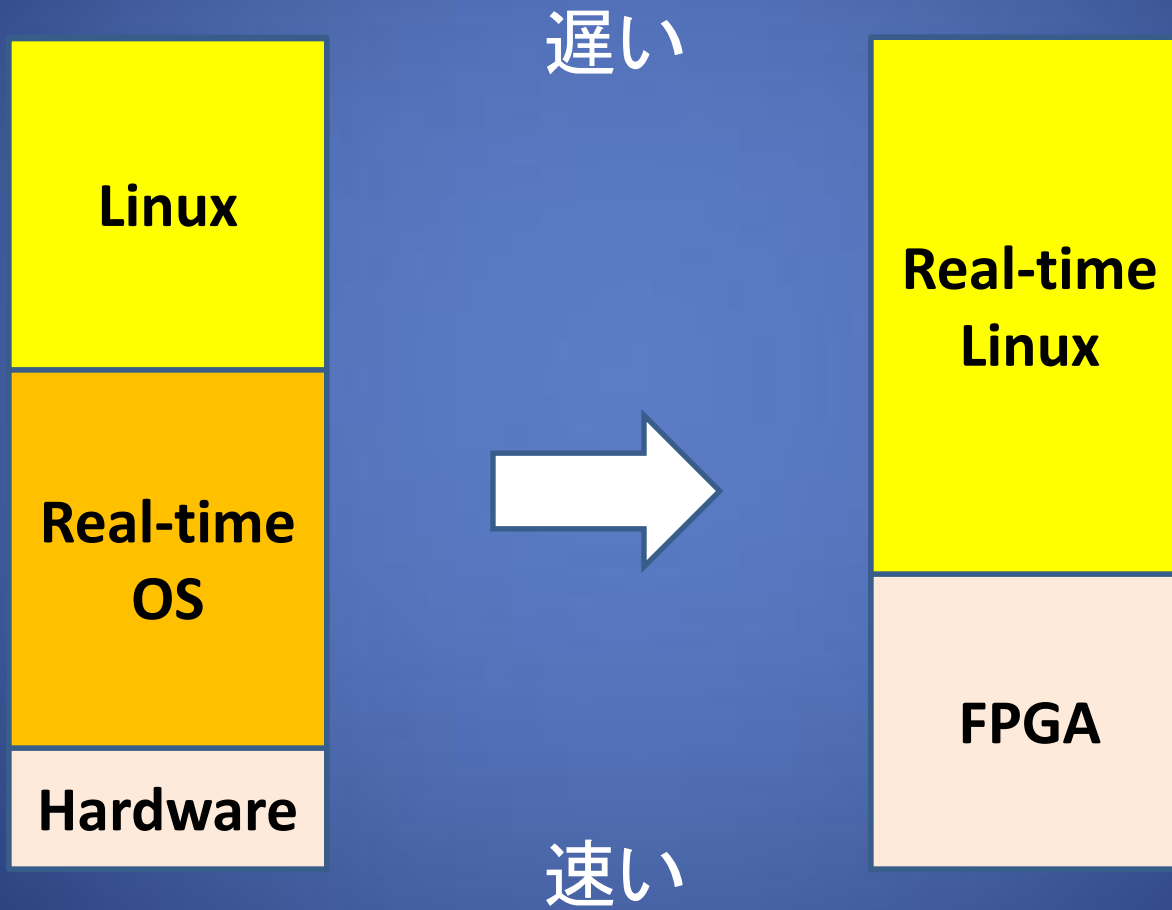 遅い
Linux
Real-time
OS
Hardware
Real-time
Linux
FPGA
速い